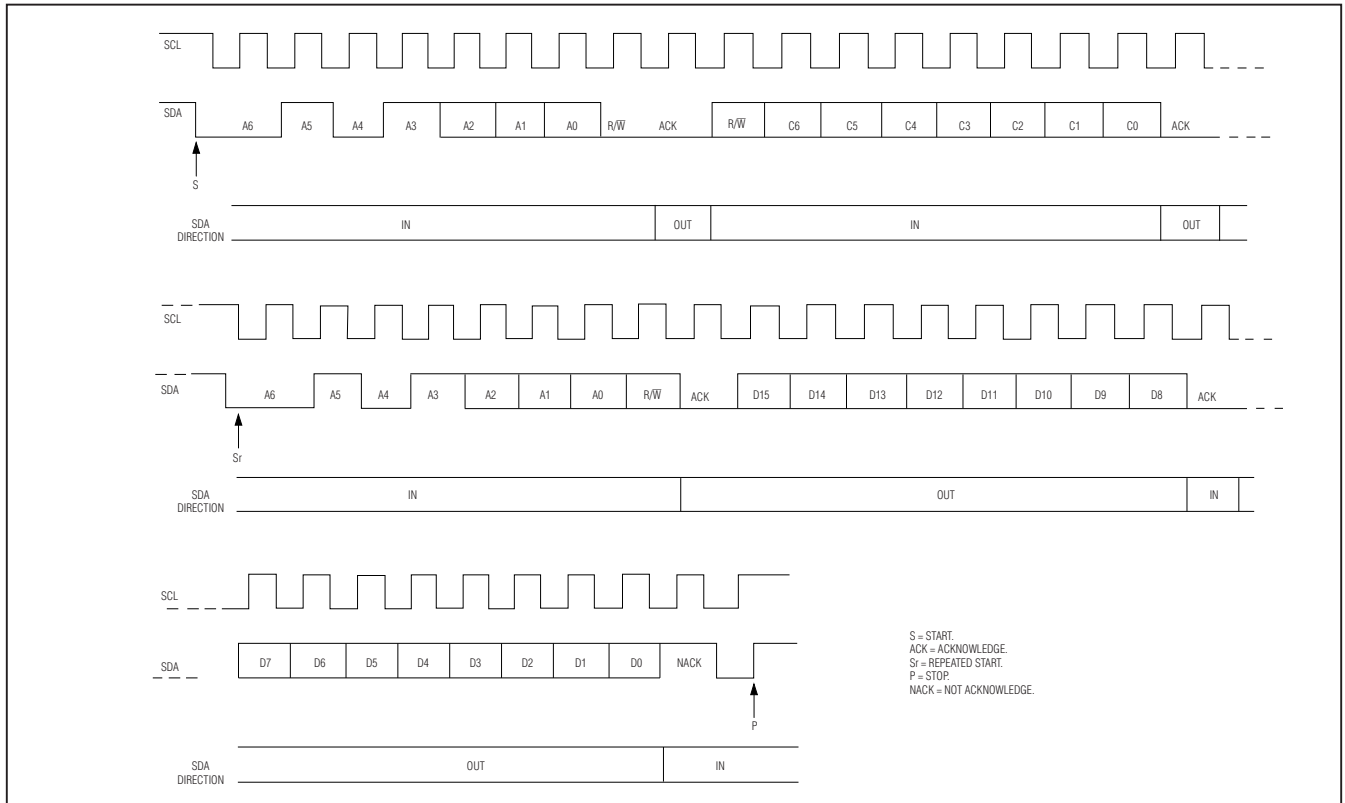 SCL
SDA A6 A5 A4 A3 A2 A1 A0 R/W̅ ACK R/W̅ C6 C5 C4 C3 C2 C1 C0 ACK
S
SDA DIRECTION IN OUT IN OUT
SCL
SDA A6 A5 A4 A3 A2 A1 A0 R/W̅ ACK D15 D14 D13 D12 D11 D10 D9 D8 ACK
Sr
SDA DIRECTION IN OUT IN
SCL
SDA D7 D6 D5 D4 D3 D2 D1 D0 NACK
P
SDA DIRECTION OUT IN
S = START.
ACK = ACKNOWLEDGE.
Sr = REPEATED START.
P = STOP.
NACK = NOT ACKNOWLEDGE.